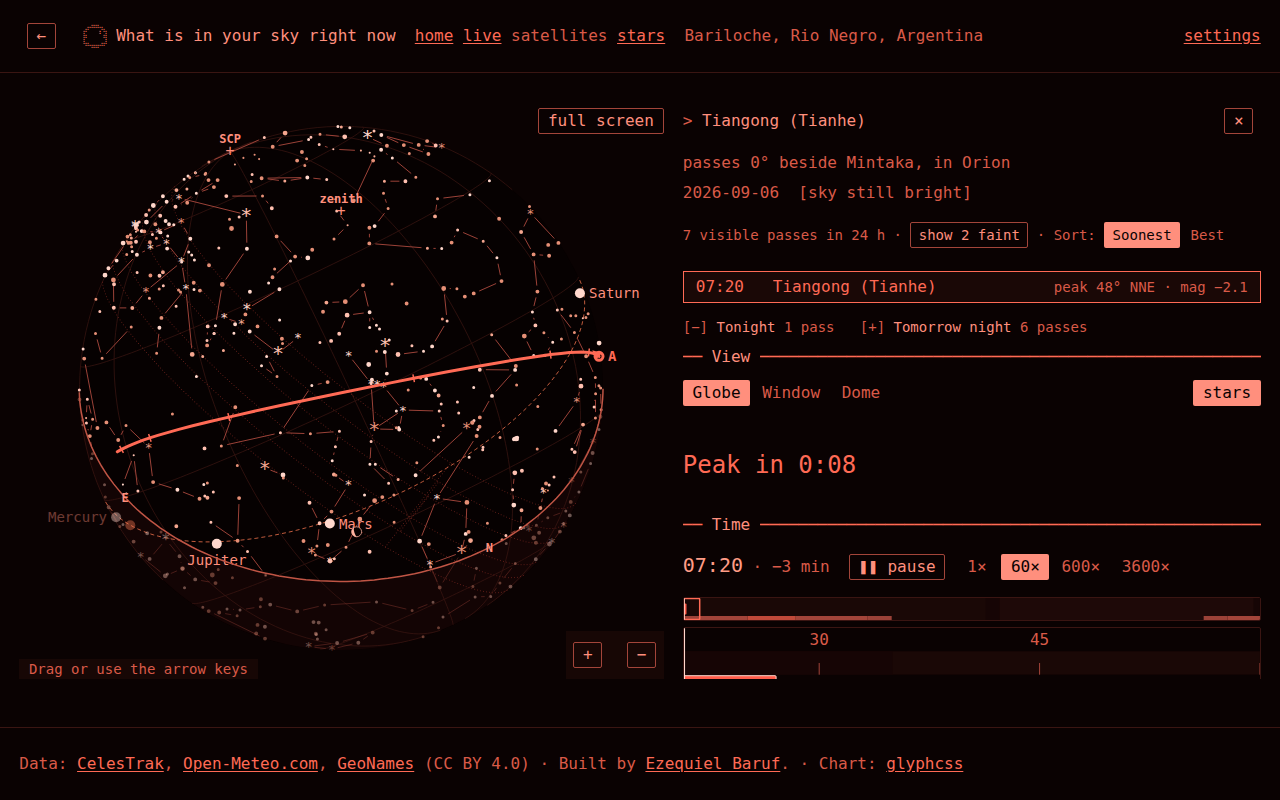 ← What is in your sky right now home live satellites stars Bariloche, Rio Negro, Argentina settings
full screen
SCP
zenith
Saturn
A
E
Mercury
Mars
Jupiter
N
+ −
Drag or use the arrow keys
> Tiangong (Tianhe) ×
passes 0° beside Mintaka, in Orion
2026-09-06 [sky still bright]
7 visible passes in 24 h · show 2 faint · Sort: Soonest Best
07:20 Tiangong (Tianhe) peak 48° NNE · mag −2.1
[−] Tonight 1 pass [+] Tomorrow night 6 passes
View
Globe Window Dome stars
Peak in 0:08
Time
07:20 · −3 min ❚❚ pause 1× 60× 600× 3600×
30 45
Data: CelesTrak, Open-Meteo.com, GeoNames (CC BY 4.0) · Built by Ezequiel Baruf. · Chart: glyphcss